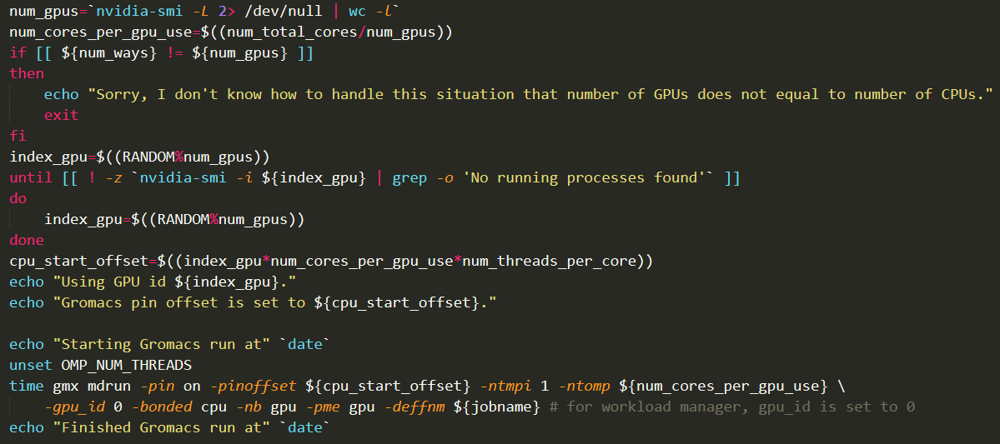 num_gpus=`nvidia-smi -L 2> /dev/null | wc -l`
num_cores_per_gpu_use=$((num_total_cores/num_gpus))
if [[ ${num_ways} != ${num_gpus} ]]
then
    echo "Sorry, I don't know how to handle this situation that number of GPUs does not equal to number of CPUs."
    exit
fi
index_gpu=$((RANDOM%num_gpus))
until [[ ! -z `nvidia-smi -i ${index_gpu} | grep -o 'No running processes found'` ]]
do
    index_gpu=$((RANDOM%num_gpus))
done
cpu_start_offset=$((index_gpu*num_cores_per_gpu_use*num_threads_per_core))
echo "Using GPU id ${index_gpu}."
echo "Gromacs pin offset is set to ${cpu_start_offset}."

echo "Starting Gromacs run at" `date`
unset OMP_NUM_THREADS
time gmx mdrun -pin on -pinoffset ${cpu_start_offset} -ntmpi 1 -ntomp ${num_cores_per_gpu_use} \
    -gpu_id 0 -bonded cpu -nb gpu -pme gpu -deffnm ${jobname} # for workload manager, gpu_id is set to 0
echo "Finished Gromacs run at" `date`